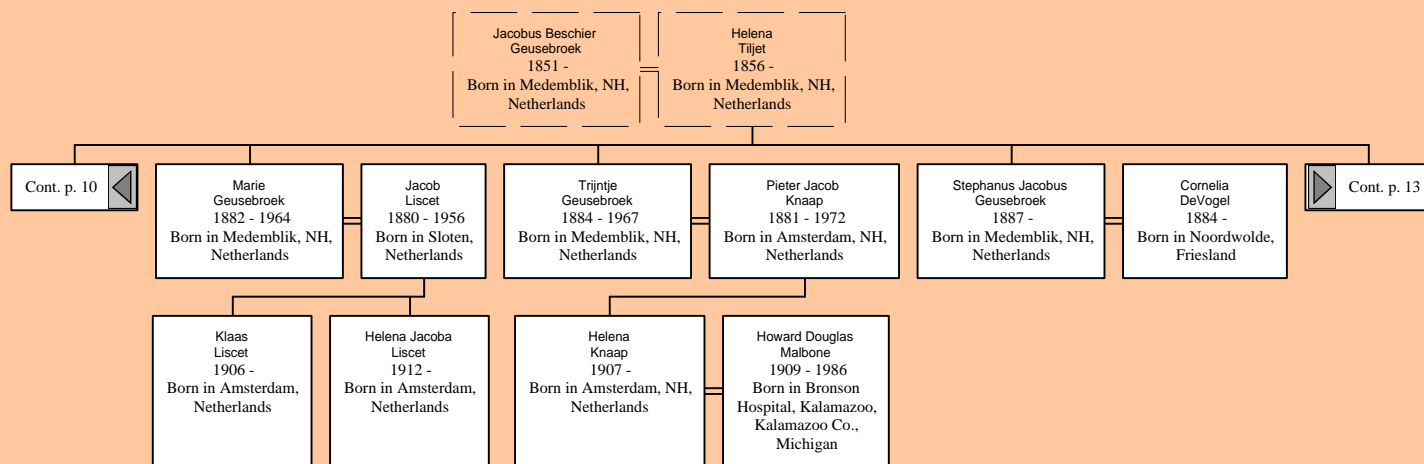 Jacobus Beschier
Geusebroek
1851 -
Born in Medemblik, NH,
Netherlands
Helena
Tiljet
1856 -
Born in Medemblik, NH,
Netherlands
Cont. p. 10
Marie
Geusebroek
1882 - 1964
Born in Medemblik, NH,
Netherlands
Jacob
Liscet
1880 - 1956
Born in Sloten,
Netherlands
Trijntje
Geusebroek
1884 - 1967
Born in Medemblik, NH,
Netherlands
Pieter Jacob
Knaap
1881 - 1972
Born in Amsterdam, NH,
Netherlands
Stephanus Jacobus
Geusebroek
1887 -
Born in Medemblik, NH,
Netherlands
Cornelia
DeVogel
1884 -
Born in Noordwolde,
Friesland
Cont. p. 13
Klaas
Liscet
1906 -
Born in Amsterdam,
Netherlands
Helena Jacoba
Liscet
1912 -
Born in Amsterdam,
Netherlands
Helena
Knaap
1907 -
Born in Amsterdam, NH,
Netherlands
Howard Douglas
Malbone
1909 - 1986
Born in Bronson
Hospital, Kalamazoo,
Kalamazoo Co.,
Michigan